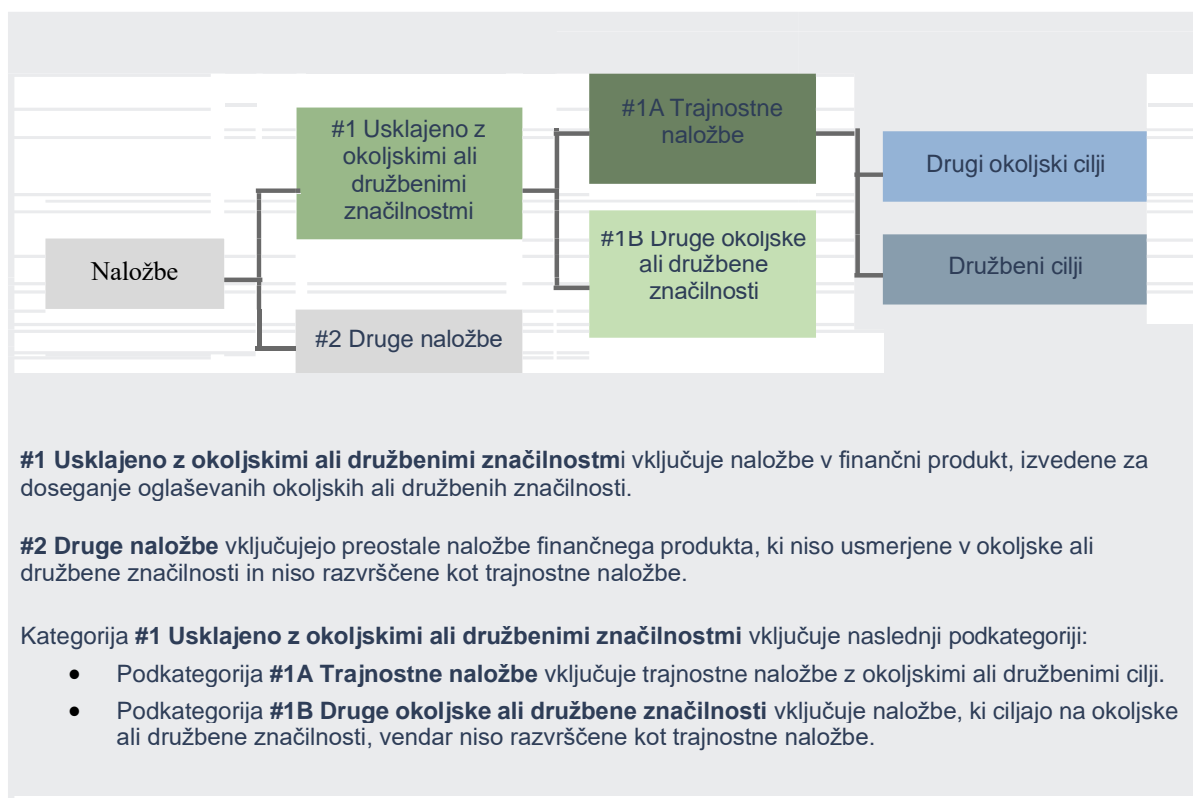 #1A Trajnostne
naložbe
#1 Usklajeno z
okoljskimi ali
družbenimi
značilnostmi
Drugi okoljski cilji
#1B Druge okoljske
ali družbene
značilnosti
Naložbe
Družbeni cilji
#2 Druge naložbe
#1 Usklajeno z okoljskimi ali družbenimi značilnostmi vključuje naložbe v finančni produkt, izvedene za
doseganje oglaševanih okoljskih ali družbenih značilnosti.
#2 Druge naložbe vključujejo preostale naložbe finančnega produkta, ki niso usmerjene v okoljske ali
družbene značilnosti in niso razvrščene kot trajnostne naložbe.
Kategorija #1 Usklajeno z okoljskimi ali družbenimi značilnostmi vključuje naslednji podkategoriji:
• Podkategorija #1A Trajnostne naložbe vključuje trajnostne naložbe z okoljskimi ali družbenimi cilji.
• Podkategorija #1B Druge okoljske ali družbene značilnosti vključuje naložbe, ki ciljajo na okoljske
ali družbene značilnosti, vendar niso razvrščene kot trajnostne naložbe.